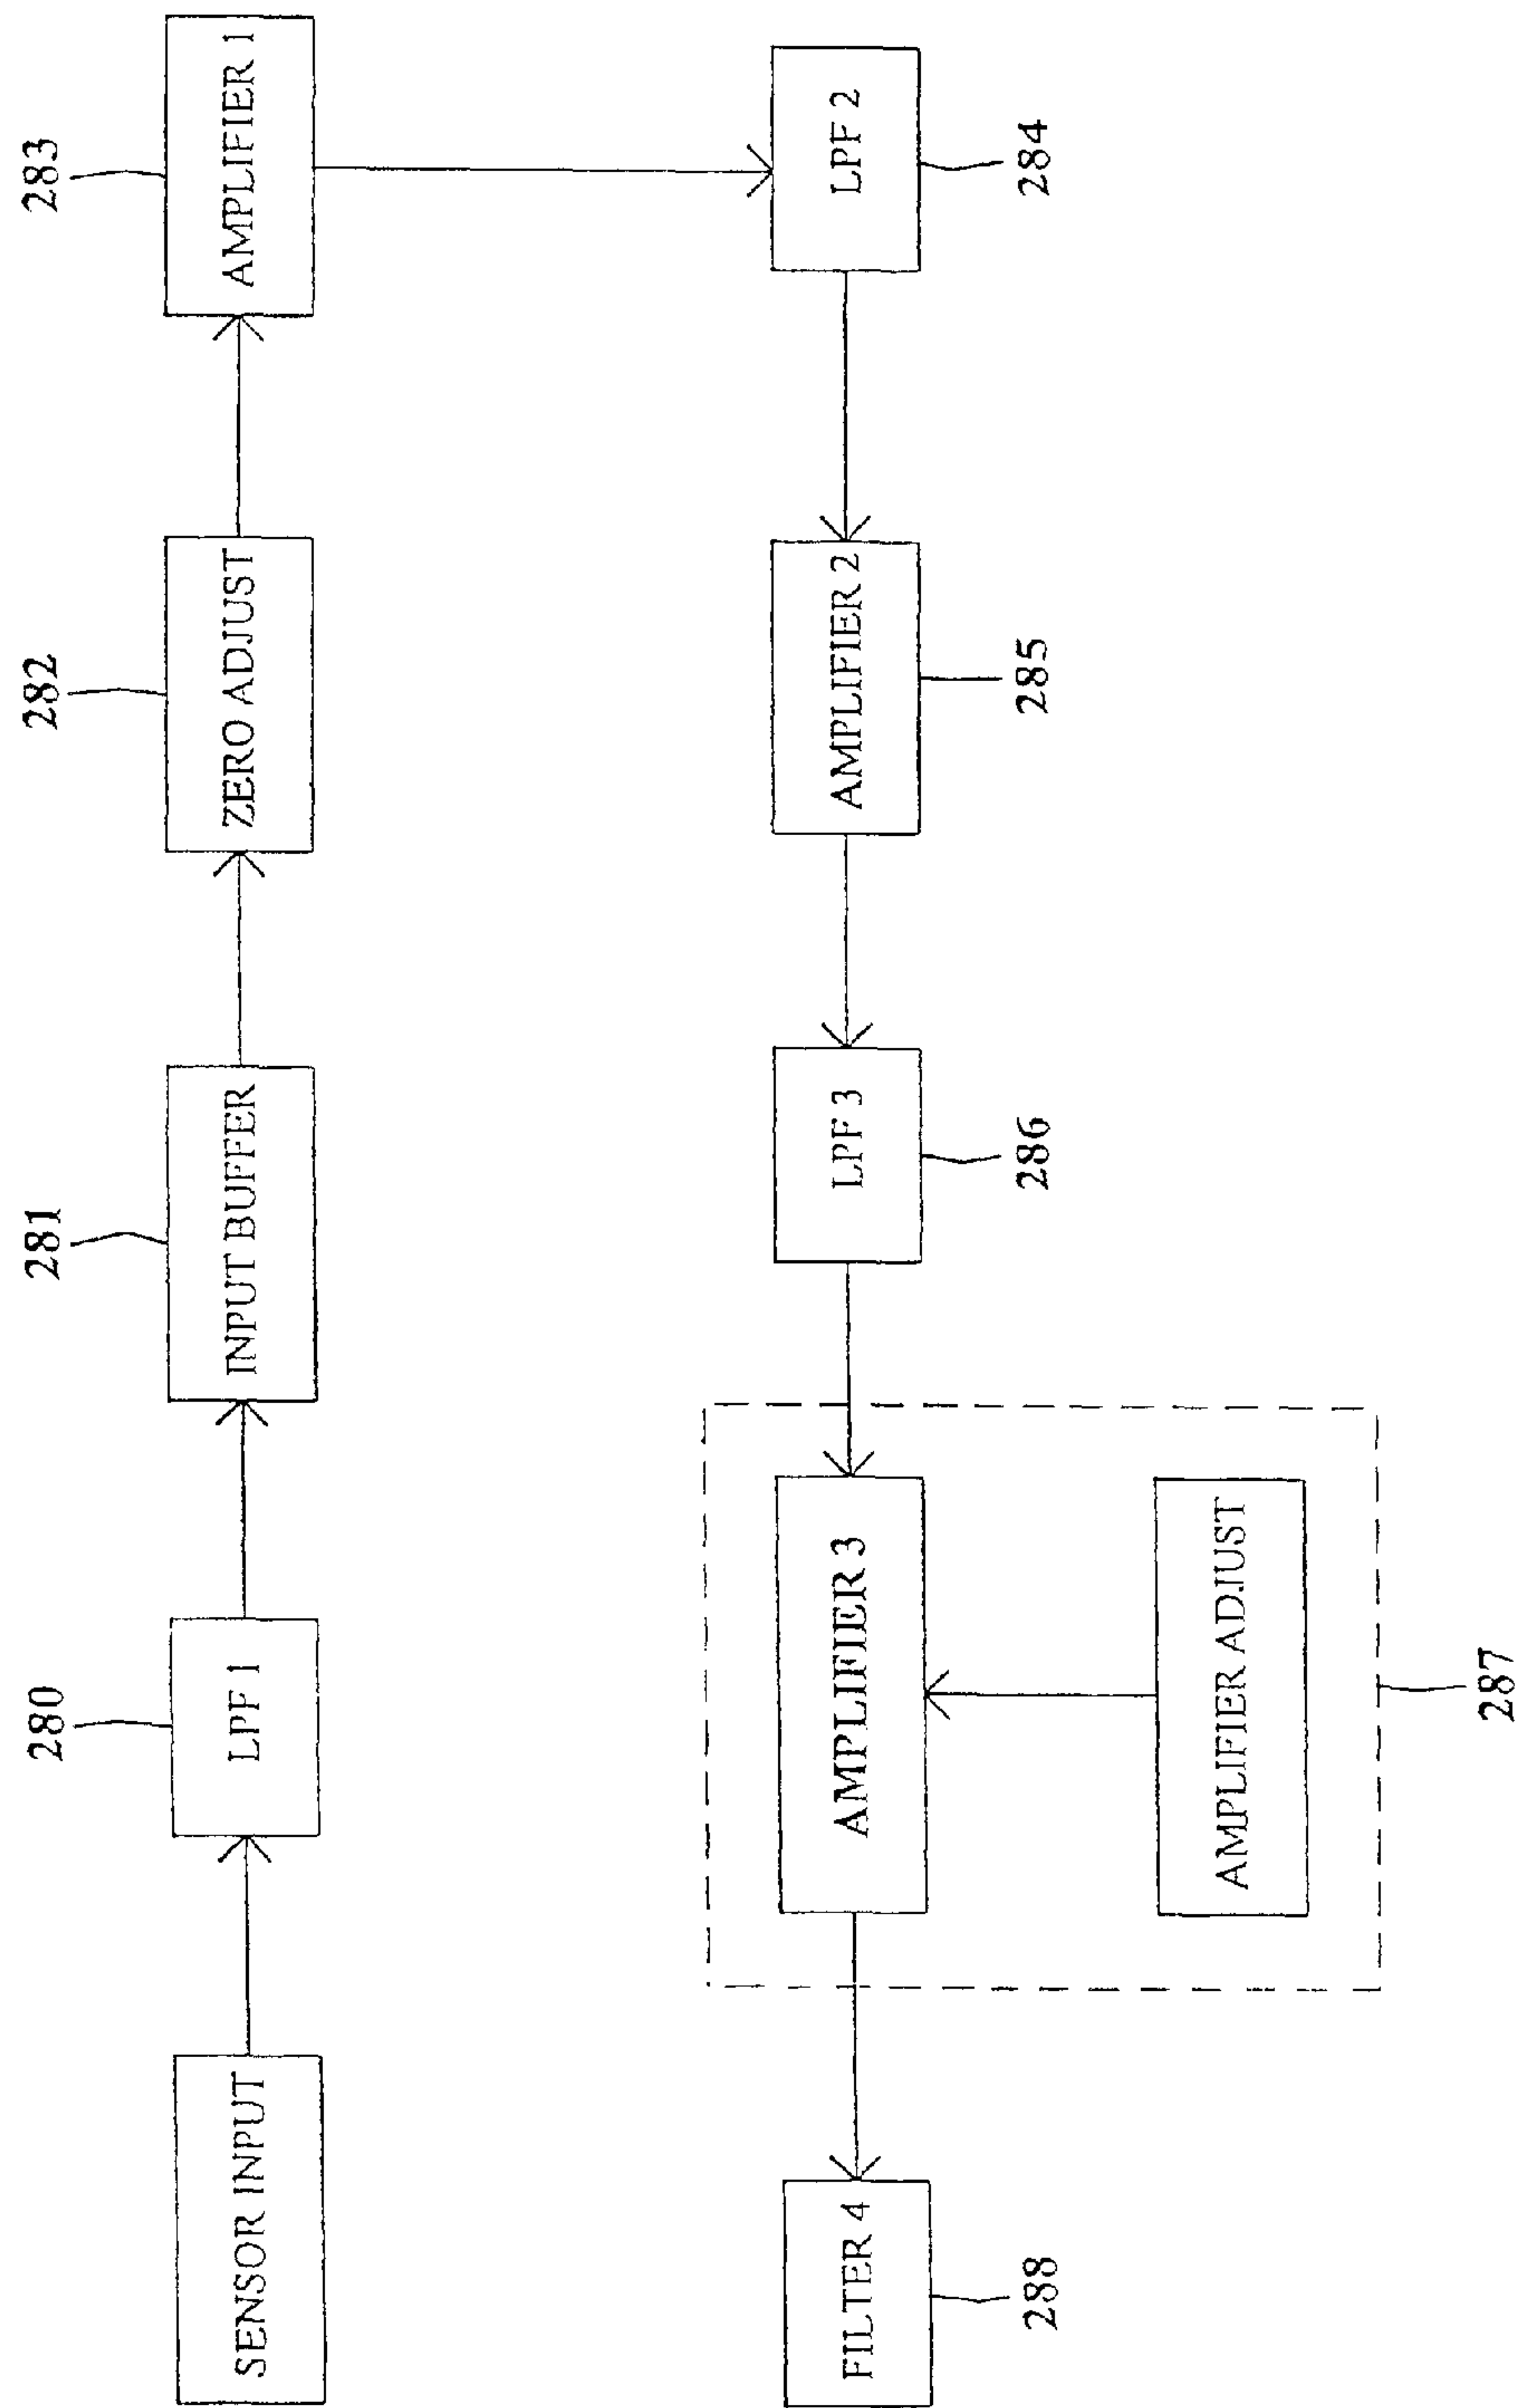 280
281
282
283
SENSOR INPUT
LPF 1
INPUT BUFFER
ZERO ADJUST
AMPLIFIER 1
FILTER 4
AMPLIFIER 3
LPF 3
AMPLIFIER 2
LPF 2
288
286
285
284
AMPLIFIER ADJUST
287